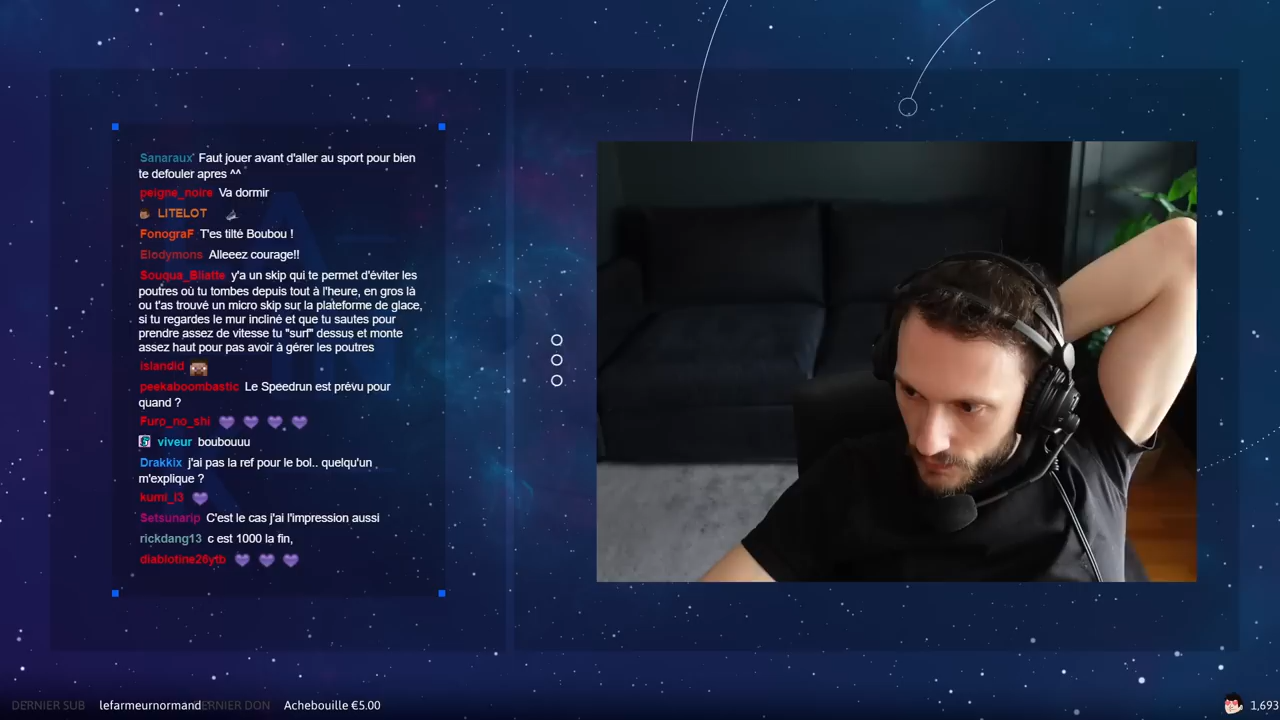 Sanaraux Faut jouer avant d'aller au sport pour bien
te defouler apres ^^
peigne_noire Va dormir
LITELOT
FonograF T'es tilté Boubou !
Elodymons Alleeez courage!!
Souqua_Bliatte y'a un skip qui te permet d'éviter les
poutres où tu tombes depuis tout à l'heure, en gros là
ou t'as trouvé un micro skip sur la plateforme de glace,
si tu regardes le mur incliné et que tu sautes pour
prendre assez de vitesse tu "surf" dessus et monte
assez haut pour pas avoir à gérer les poutres
islandid
peekaboombastic Le Speedrun est prévu pour
quand ?
Furo_no_shi
viveur boubouuu
Drakkix j'ai pas la ref pour le bol.. quelqu'un
m'explique ?
kumi_l3
Setsunarip C'est le cas j'ai l'impression aussi
rickdang13 c est 1000 la fin,
diablotine26ytb
DERNIER SUB lefarmeurnormand ERNIER DON Achebouille €5.00
1,693